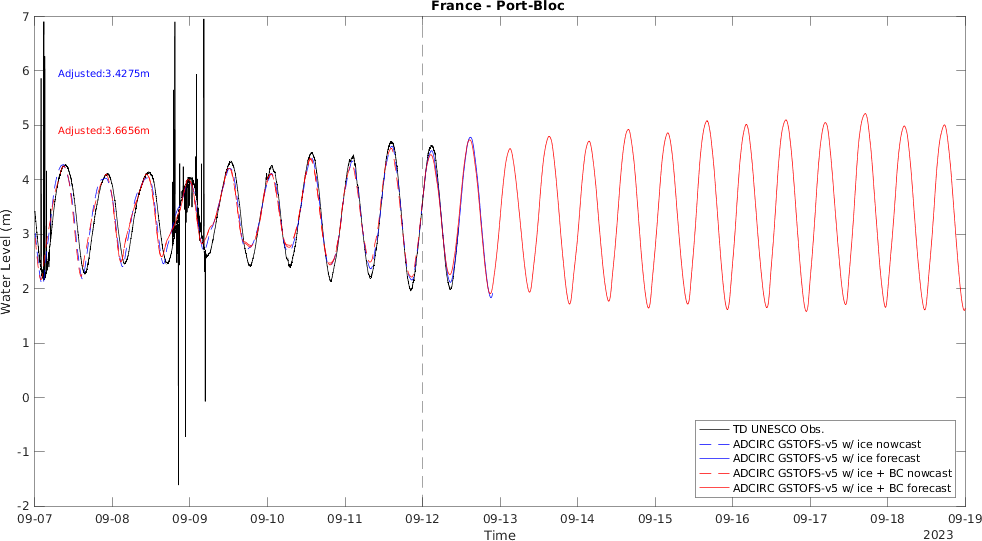 France - Port-Bloc
Water Level (m)
7
6
5
4
3
2
1
0
-1
-2
Adjusted:3.4275m
Adjusted:3.6656m
TD UNESCO Obs.
ADCIRC GSTOFS-v5 w/ ice nowcast
ADCIRC GSTOFS-v5 w/ ice forecast
ADCIRC GSTOFS-v5 w/ ice + BC nowcast
ADCIRC GSTOFS-v5 w/ ice + BC forecast
09-07 09-08 09-09 09-10 09-11 09-12 09-13 09-14 09-15 09-16 09-17 09-18 09-19
Time
2023